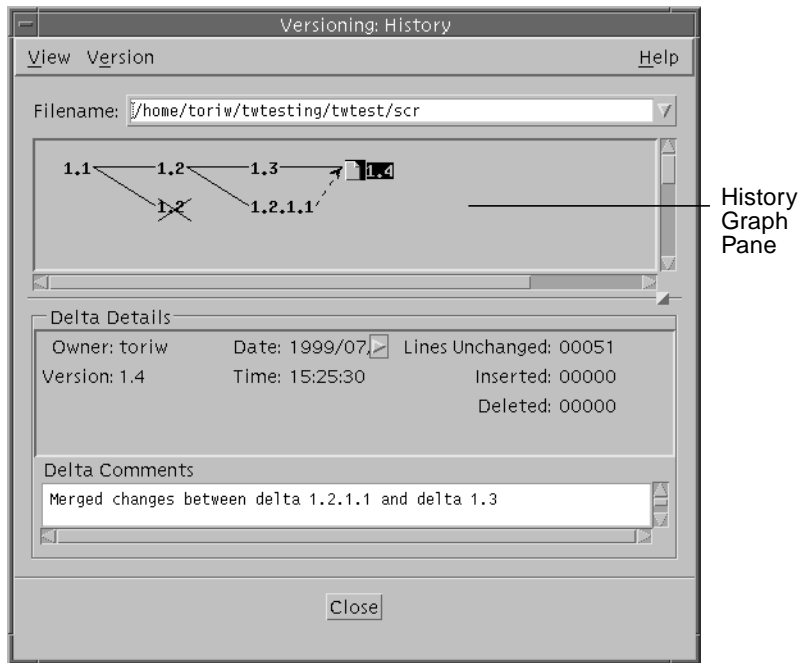 Versioning: History
View Version Help
Filename: /home/toriw/twtesting/twtest/scr
1.1 1.2 1.3 1.4
1.2 1.2.1.1
History
Graph
Pane
Delta Details
Owner: toriw Date: 1999/07/ Lines Unchanged: 00051
Version: 1.4 Time: 15:25:30 Inserted: 00000
Deleted: 00000
Delta Comments
Merged changes between delta 1.2.1.1 and delta 1.3
Close